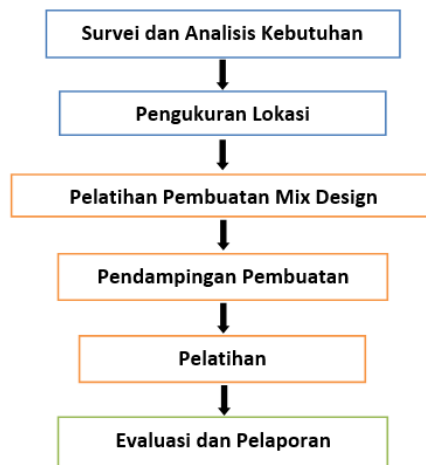 Survei dan Analisis Kebutuhan
Pengukuran Lokasi
Pelatihan Pembuatan Mix Design
Pendampingan Pembuatan
Pelatihan
Evaluasi dan Pelaporan